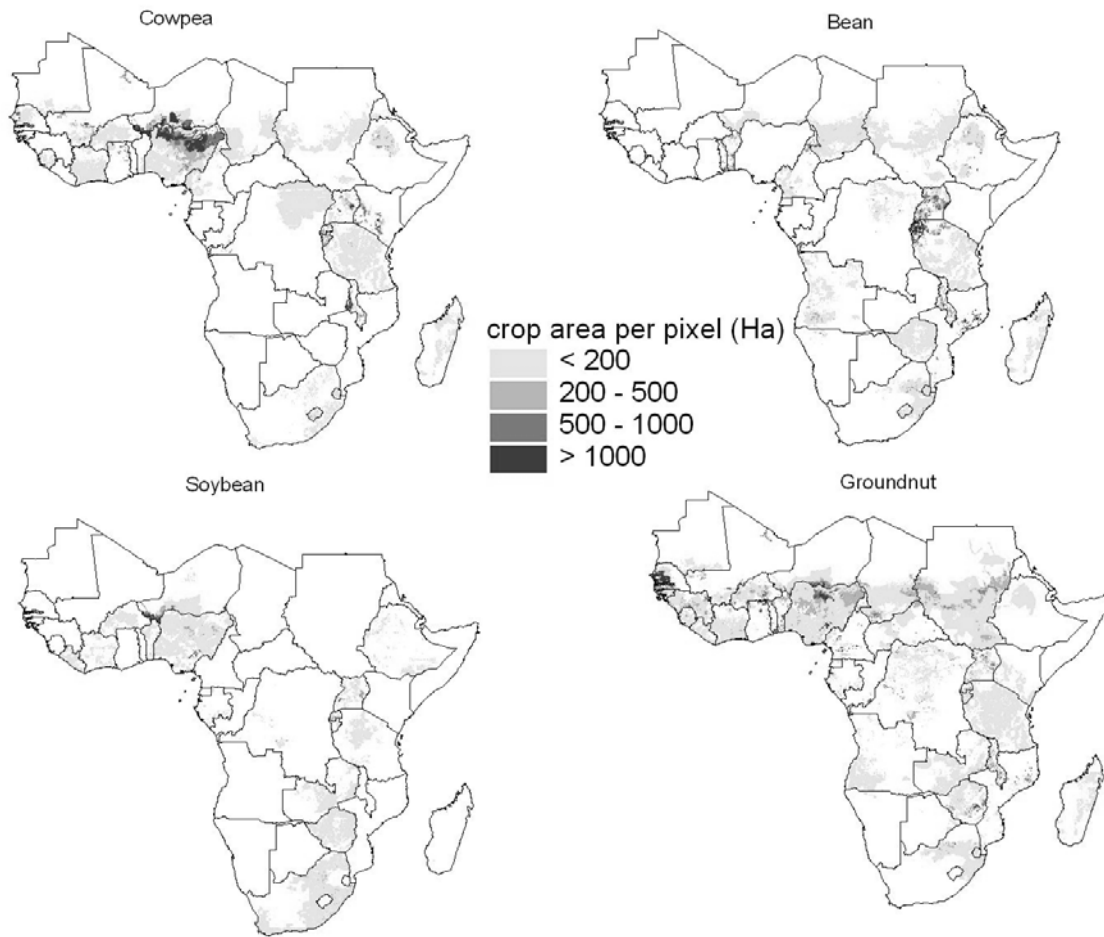 Cowpea
Bean
crop area per pixel (Ha)
< 200
200 - 500
500 - 1000
> 1000
Soybean
Groundnut